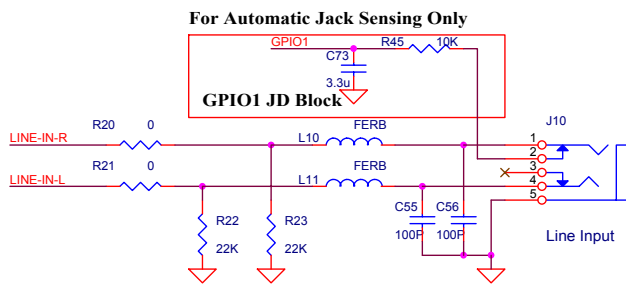 For Automatic Jack Sensing Only
GPIO1
R45
10K
C73
3.3u
GPIO1 JD Block
J10
R20
0
FERB
LINE-IN-R
L10
1
2
R21
0
FERB
3
LINE-IN-L
L11
4
5
R22
R23
C55
C56
22K
22K
100P
100P
Line Input